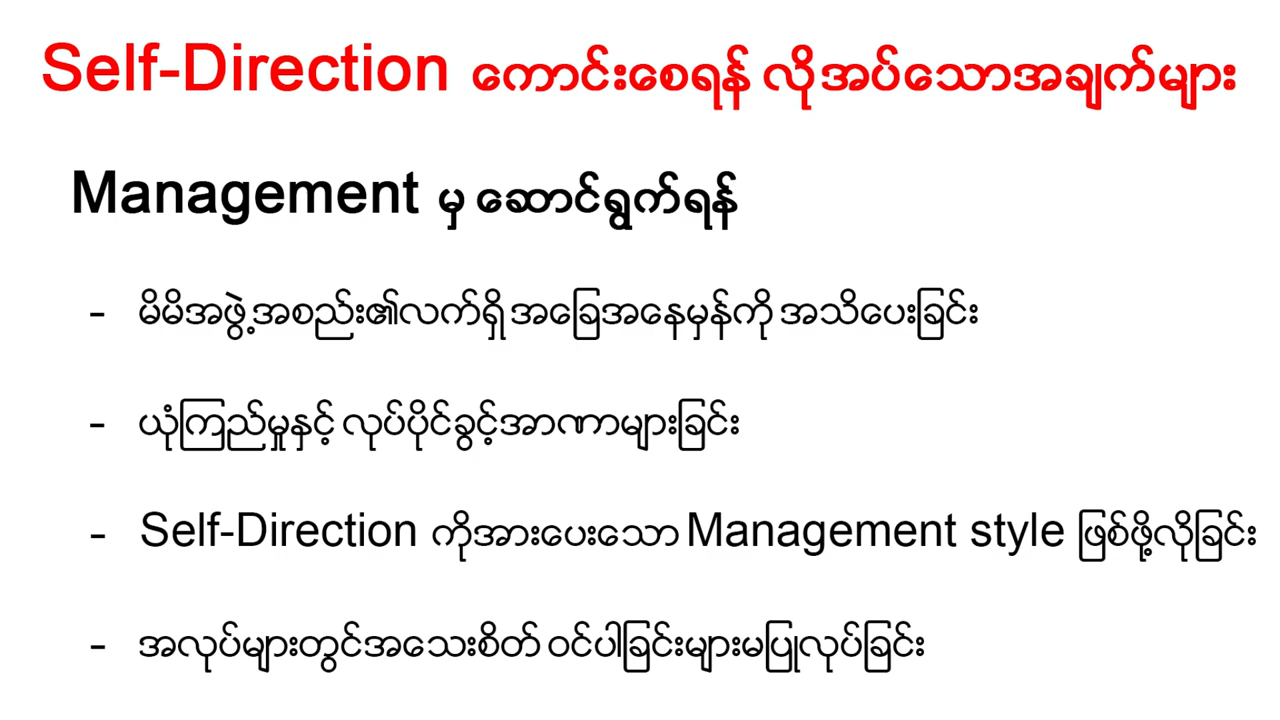 Self-Direction ကောင်းစေရန် လိုအပ်သောအချက်များ
Management မှ ဆောင်ရွက်ရန်
- မိမိအဖွဲ့အစည်း၏လက်ရှိ အခြေအနေမှန်ကို အသိပေးခြင်း
- ယုံကြည်မှုနှင့် လုပ်ပိုင်ခွင့်အာဏာများခြင်း
- Self-Direction ကိုအားပေးသော Management style ဖြစ်ဖို့လိုခြင်း
- အလုပ်များတွင်အသေးစိတ် ဝင်ပါခြင်းများမပြုလုပ်ခြင်း